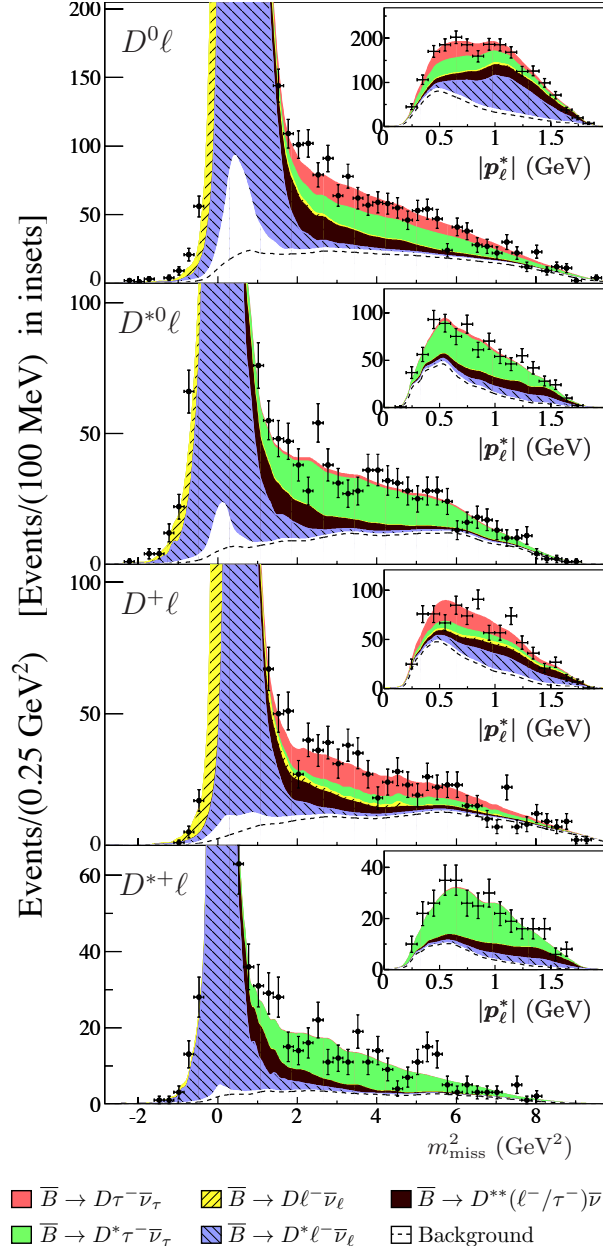 Events/(0.25 GeV²) [Events/(100 MeV) in insets]
D⁰ℓ
200
150
100
50
0
200
100
0
0 0.5 1 1.5
|p*ℓ| (GeV)
D*⁰ℓ
100
50
0
100
50
0
0 0.5 1 1.5
|p*ℓ| (GeV)
D⁺ℓ
100
50
0
100
50
0
0 0.5 1 1.5
|p*ℓ| (GeV)
D*⁺ℓ
60
40
20
0
40
20
0
0 0.5 1 1.5
|p*ℓ| (GeV)
−2 0 2 4 6 8
m²miss (GeV²)
B̅ → Dτ⁻ν̅τ B̅ → Dℓ⁻ν̅ℓ B̅ → D**(ℓ⁻/τ⁻)ν̅
B̅ → D*τ⁻ν̅τ B̅ → D*ℓ⁻ν̅ℓ Background